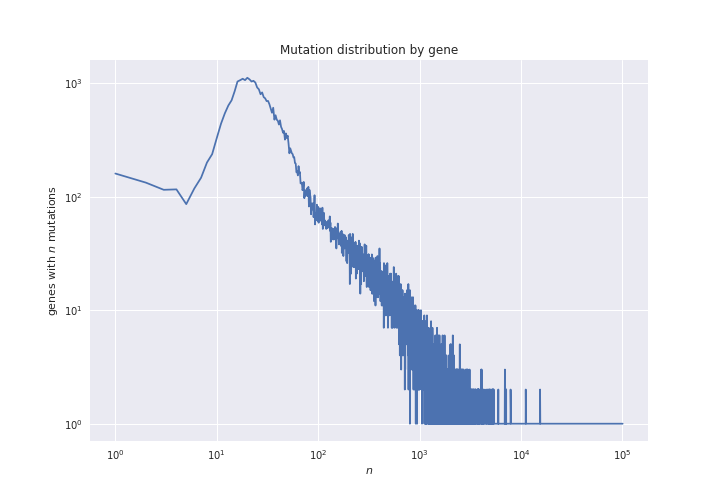 Mutation distribution by gene
genes with n mutations
10³
10²
10¹
10⁰
10⁰ 10¹ 10² 10³ 10⁴ 10⁵
n